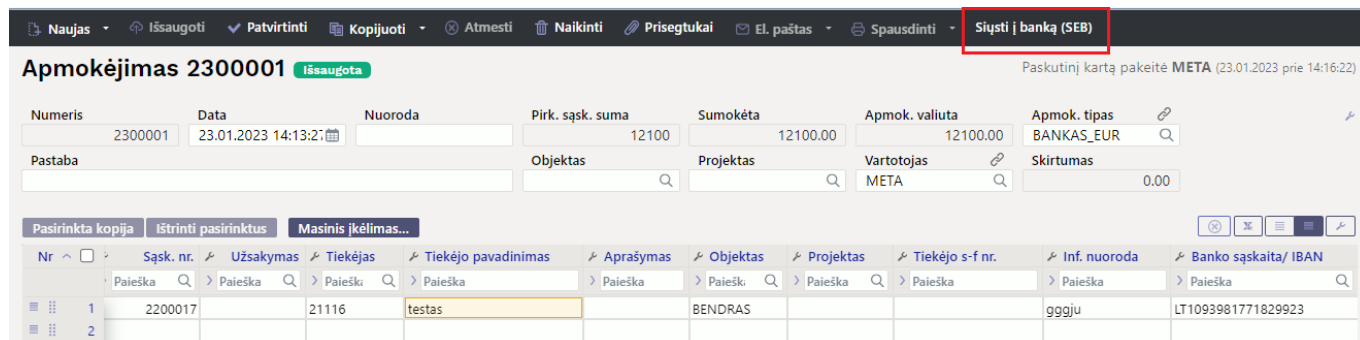 Naujas Išsaugoti Patvirtinti Kopijuoti Atmesti Naikinti Prisegtukai El. paštas Spausdinti Siųsti į banką (SEB)
Apmokėjimas 2300001 Išsaugota Paskutinį kartą pakeitė META (23.01.2023 prie 14:16:22)
Numeris Data Nuoroda Pirk. sąsk. suma Sumokėta Apmok. valiuta Apmok. tipas
2300001 23.01.2023 14:13:27 12100 12100.00 12100.00 BANKAS_EUR
Pastaba Objektas Projektas Vartotojas Skirtumas
META 0.00
Pasirinkta kopija Ištrinti pasirinktus Masinis įkėlimas...
Nr Sąsk. nr. Užsakymas Tiekėjas Tiekėjo pavadinimas Aprašymas Objektas Projektas Tiekėjo s-f nr. Inf. nuoroda Banko sąskaita/ IBAN
Paieška Paieška Paieška Paieška Paieška Paieška Paieška Paieška Paieška Paieška
1 2200017 21116 testas BENDRAS gggju LT1093981771829923
2